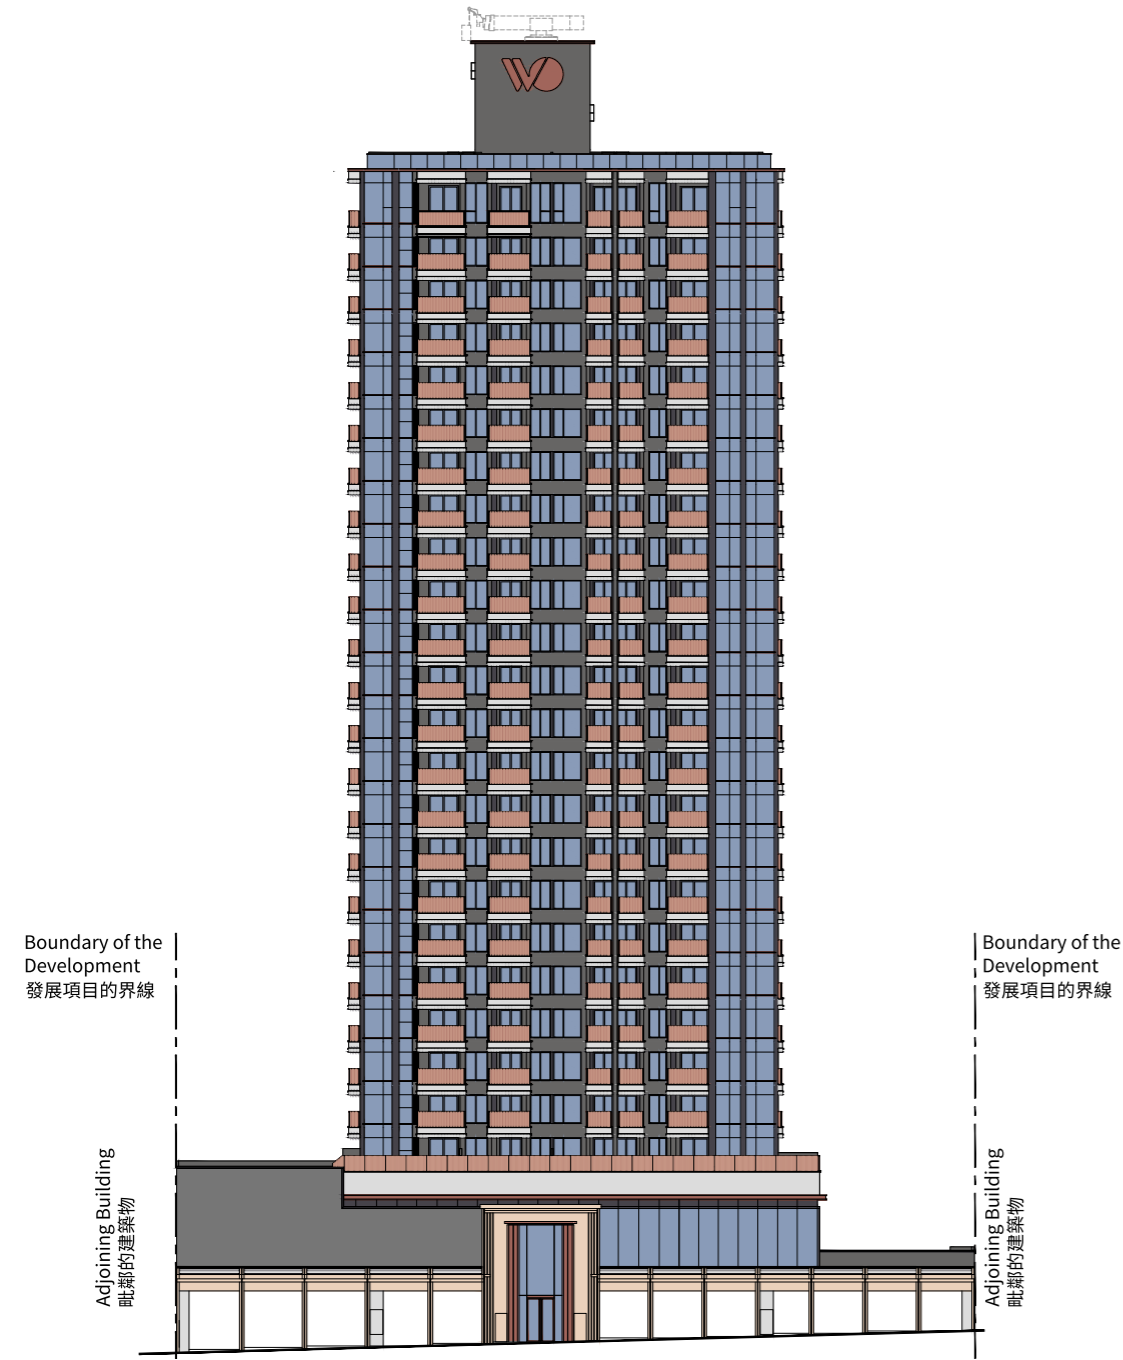 WO
Boundary of the
Development
發展項目的界線
Boundary of the
Development
發展項目的界線
Adjoining Building
毗鄰的建築物
Adjoining Building
毗鄰的建築物